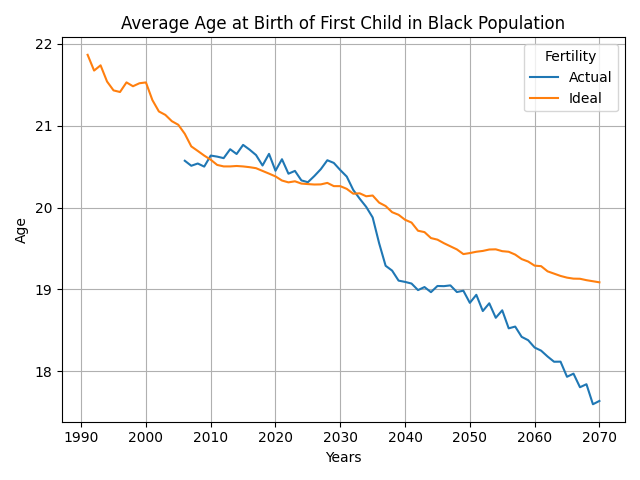 Average Age at Birth of First Child in Black Population
22
21
20
19
18
Age
Fertility
Actual
Ideal
1990 2000 2010 2020 2030 2040 2050 2060 2070
Years